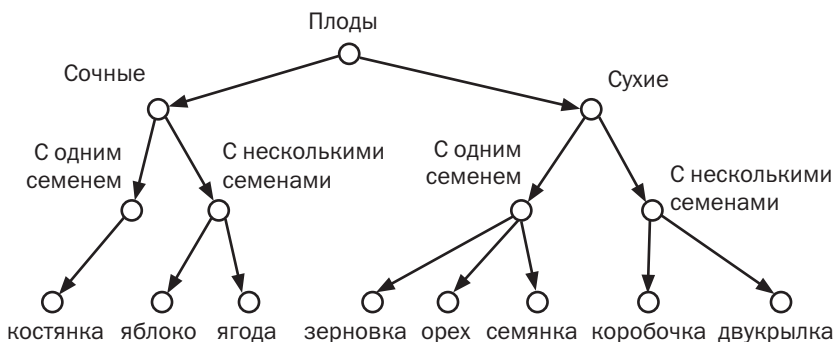 Плоды
Сочные
Сухие
С одним
семенем
С несколькими
семенами
С одним
семенем
С несколькими
семенами
костянка яблоко ягода зерновка орех семянка коробочка двукрылка